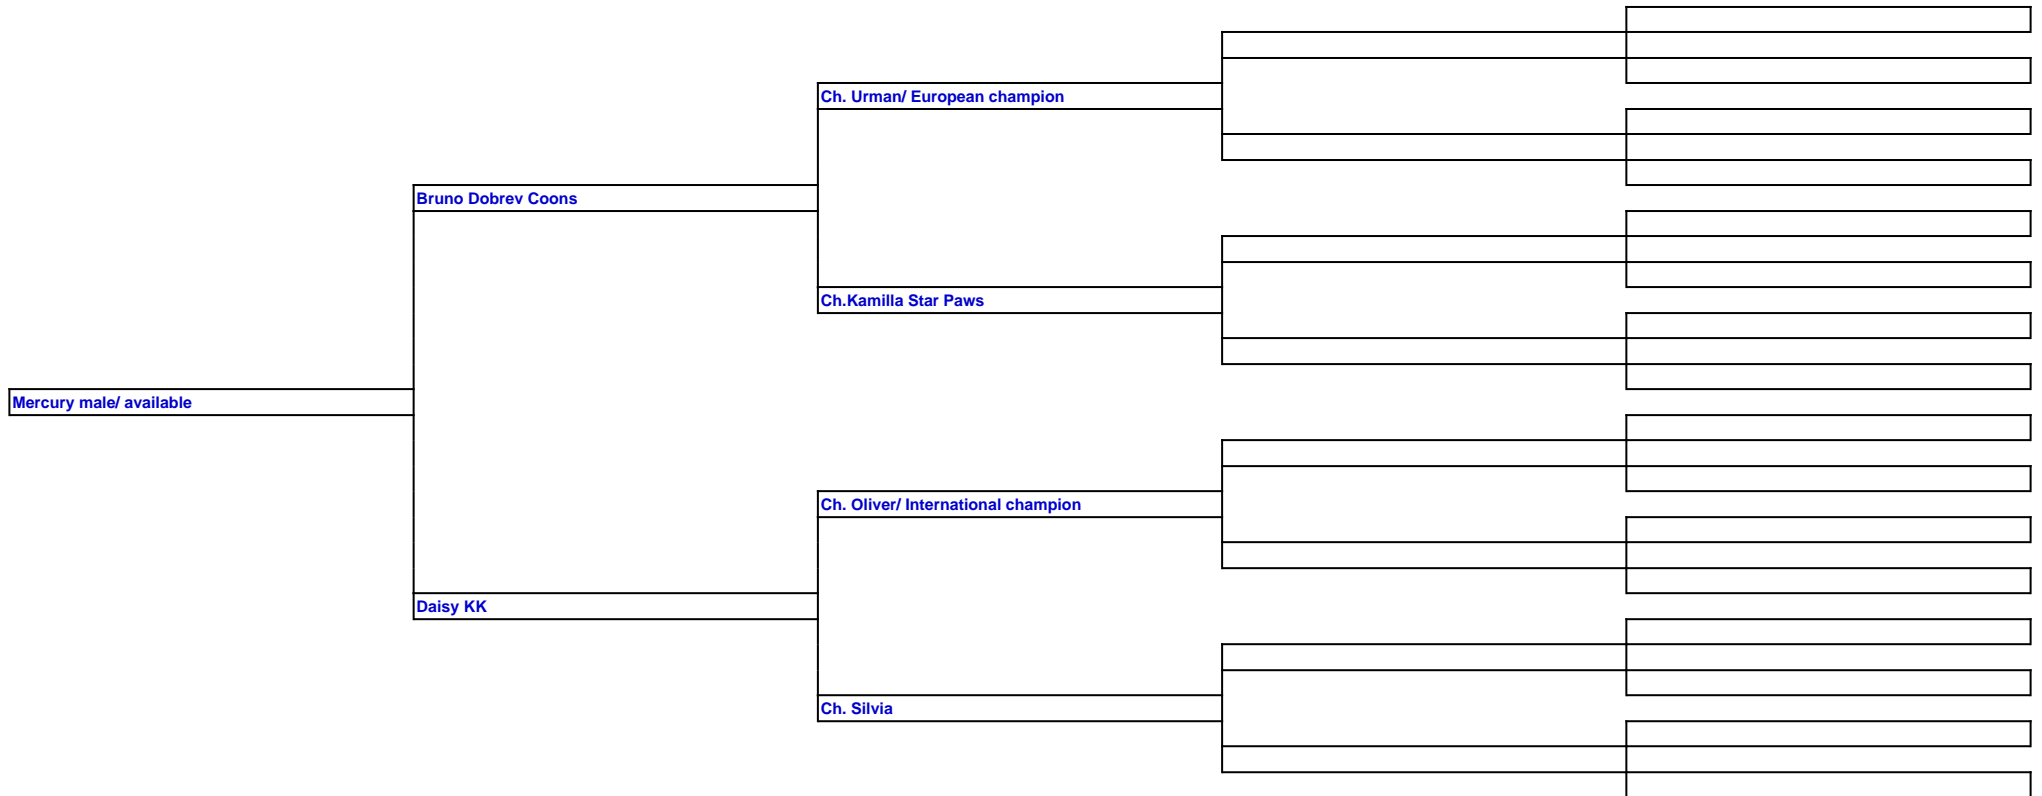 Ch. Urman/ European champion
Bruno Dobrev Coons
Ch.Kamilla Star Paws
Mercury male/ available
Ch. Oliver/ International champion
Daisy KK
Ch. Silvia